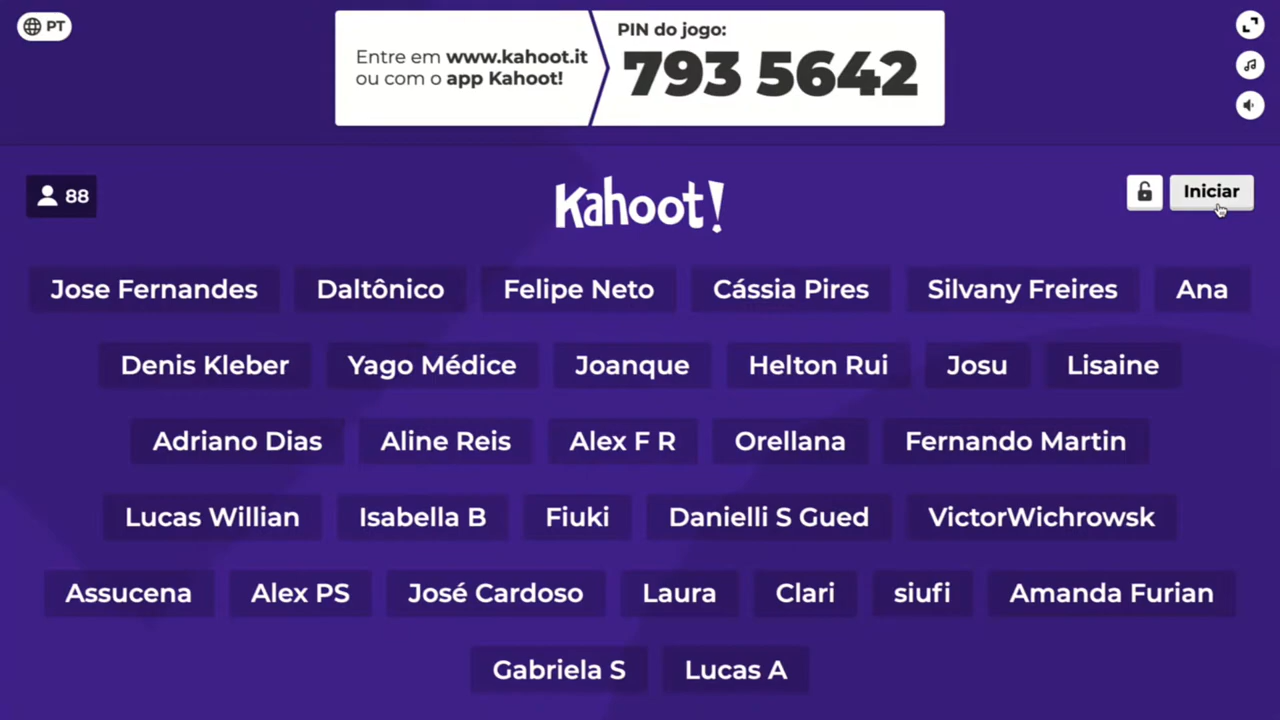 PT
Entre em www.kahoot.it
ou com o app Kahoot!
PIN do jogo:
793 5642
88
Kahoot!
Iniciar
Jose Fernandes Daltônico Felipe Neto Cássia Pires Silvany Freires Ana
Denis Kleber Yago Médice Joanque Helton Rui Josu Lisaine
Adriano Dias Aline Reis Alex F R Orellana Fernando Martin
Lucas Willian Isabella B Fiuki Danielli S Gued VictorWichrowsk
Assucena Alex PS José Cardoso Laura Clari siufi Amanda Furian
Gabriela S Lucas A